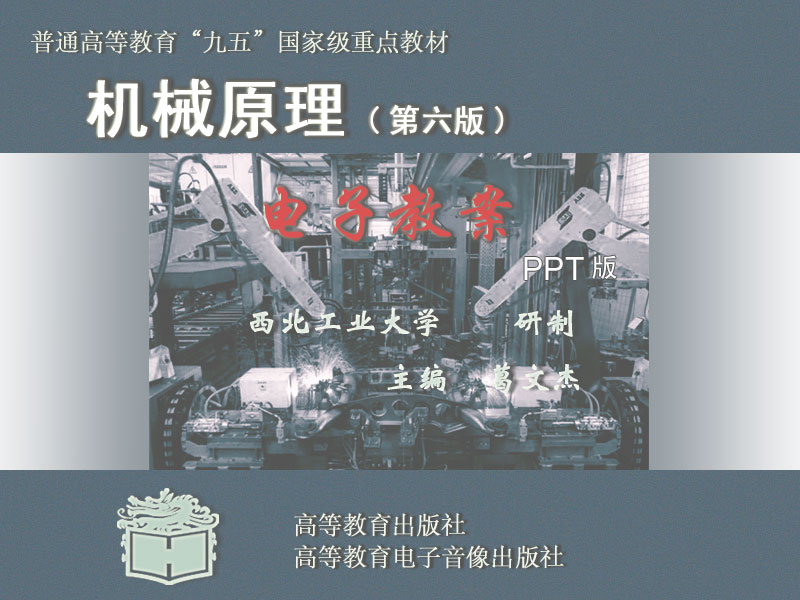 普通高等教育“九五”国家级重点教材
机械原理（第六版）
电子教案
PPT 版
西北工业大学 研制
主编 葛文杰
高等教育出版社
高等教育电子音像出版社